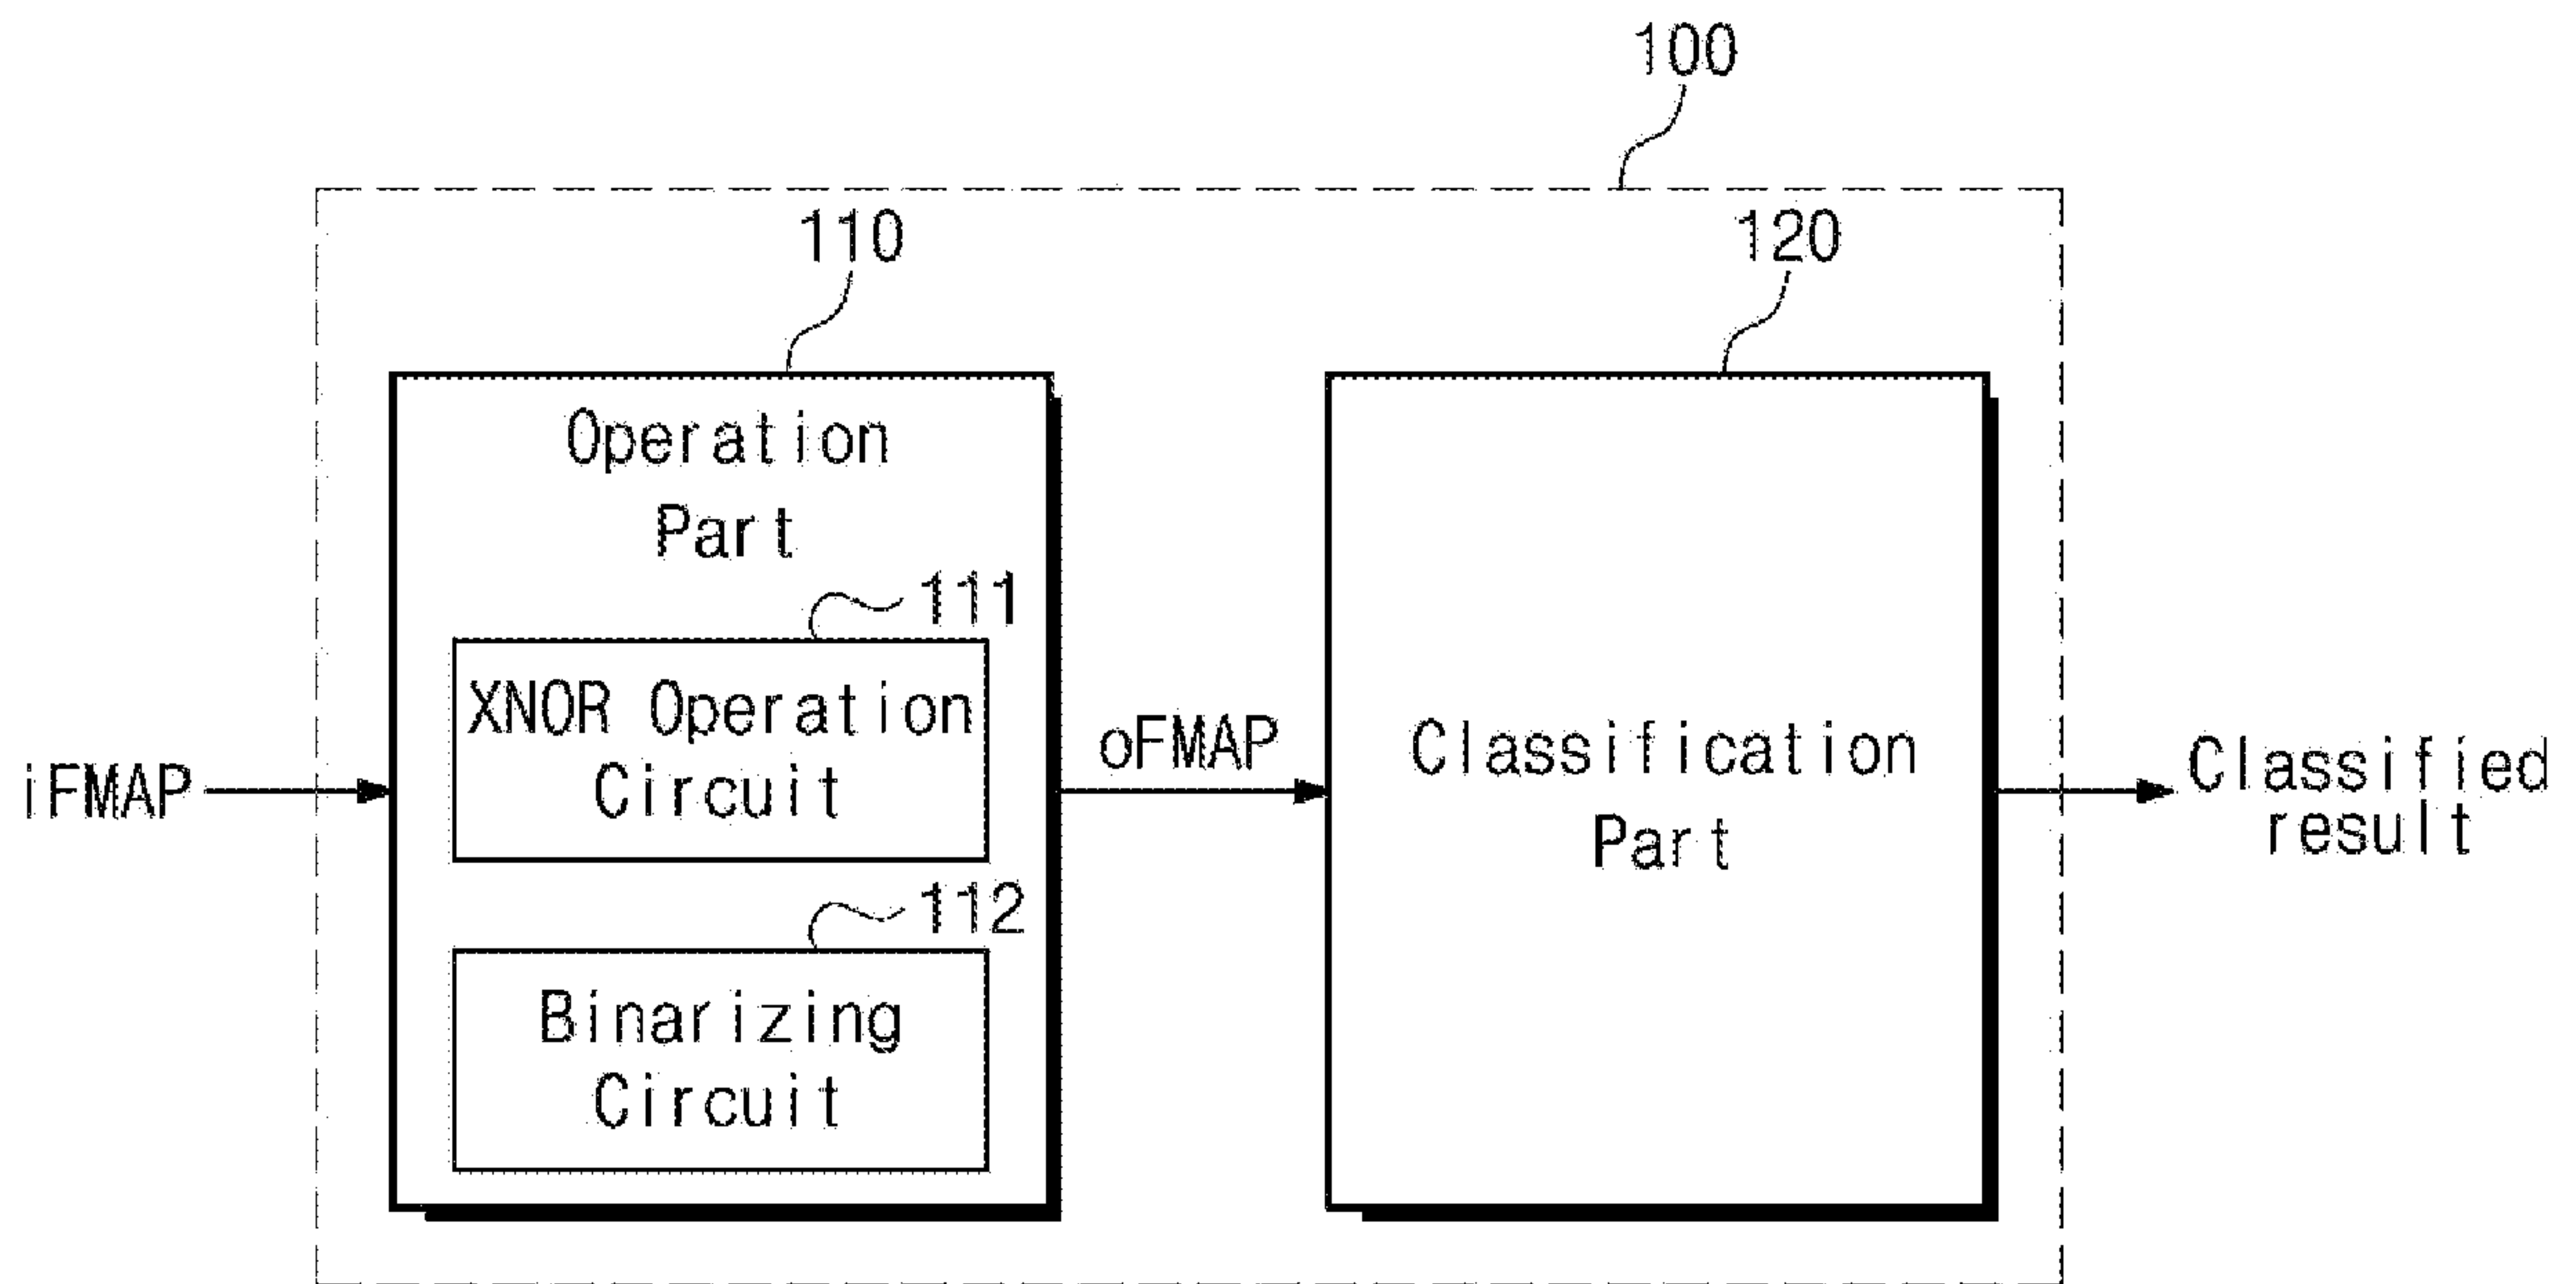 100
110
120
Operation
Part
111
XNOR Operation
Circuit
112
Binarizing
Circuit
iFMAP
oFMAP
Classification
Part
Classified
result